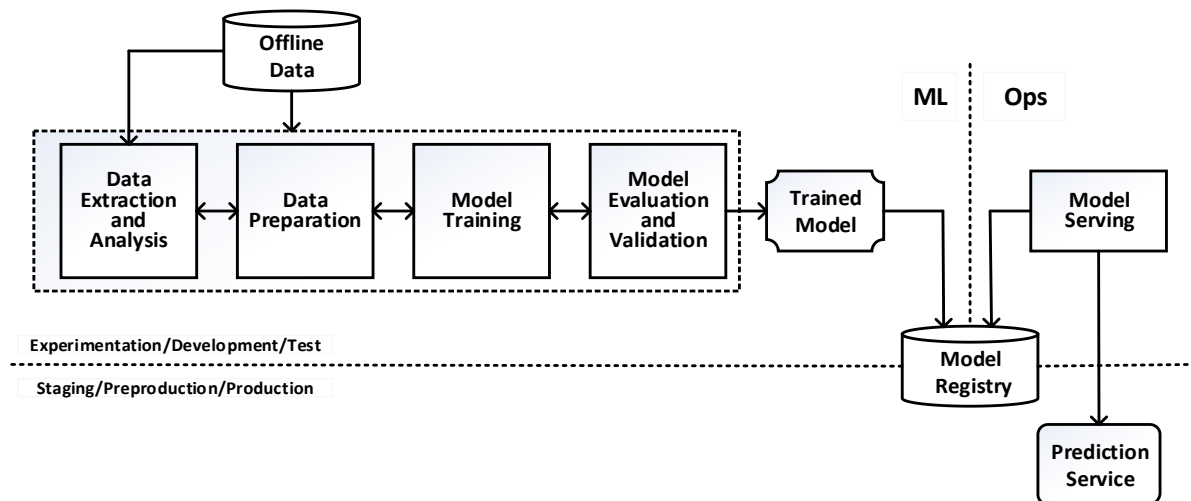 Offline
Data
ML
Ops
Data
Extraction
and
Analysis
Data
Preparation
Model
Training
Model
Evaluation
and
Validation
Trained
Model
Model
Serving
Experimentation/Development/Test
Staging/Preproduction/Production
Model
Registry
Prediction
Service